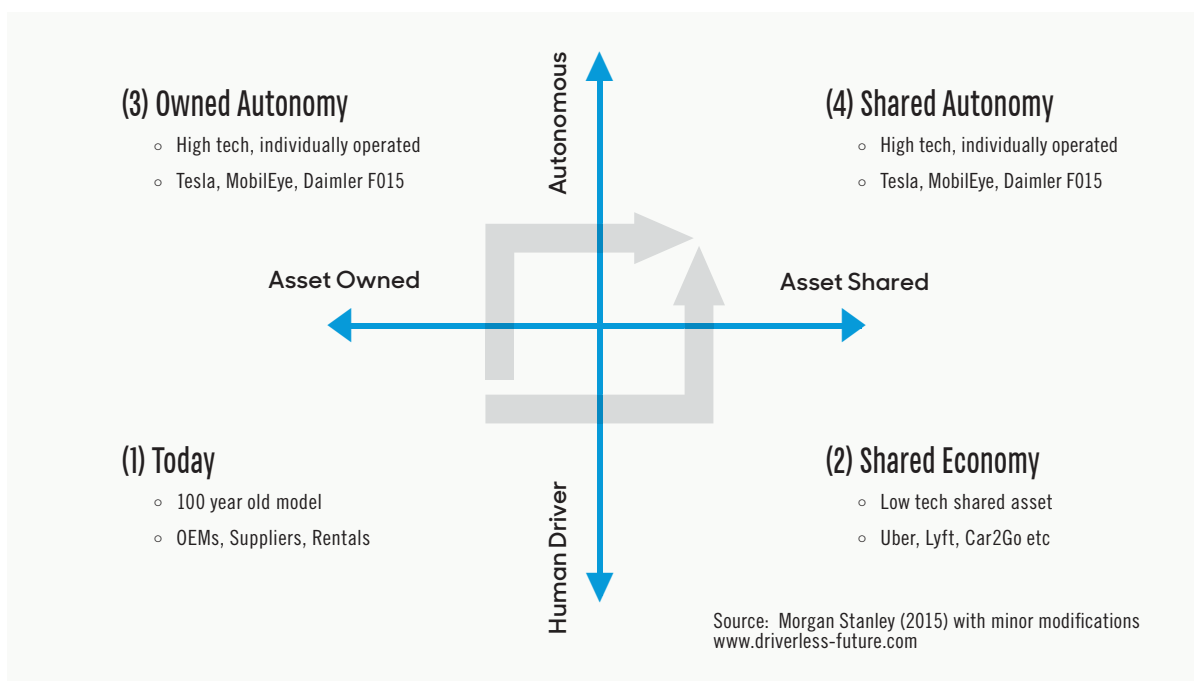 Autonomous
(3) Owned Autonomy
High tech, individually operated
Tesla, MobilEye, Daimler F015
(4) Shared Autonomy
High tech, individually operated
Tesla, MobilEye, Daimler F015
Asset Owned
Asset Shared
(1) Today
100 year old model
OEMs, Suppliers, Rentals
(2) Shared Economy
Low tech shared asset
Uber, Lyft, Car2Go etc
Human Driver
Source: Morgan Stanley (2015) with minor modifications
www.driverless-future.com